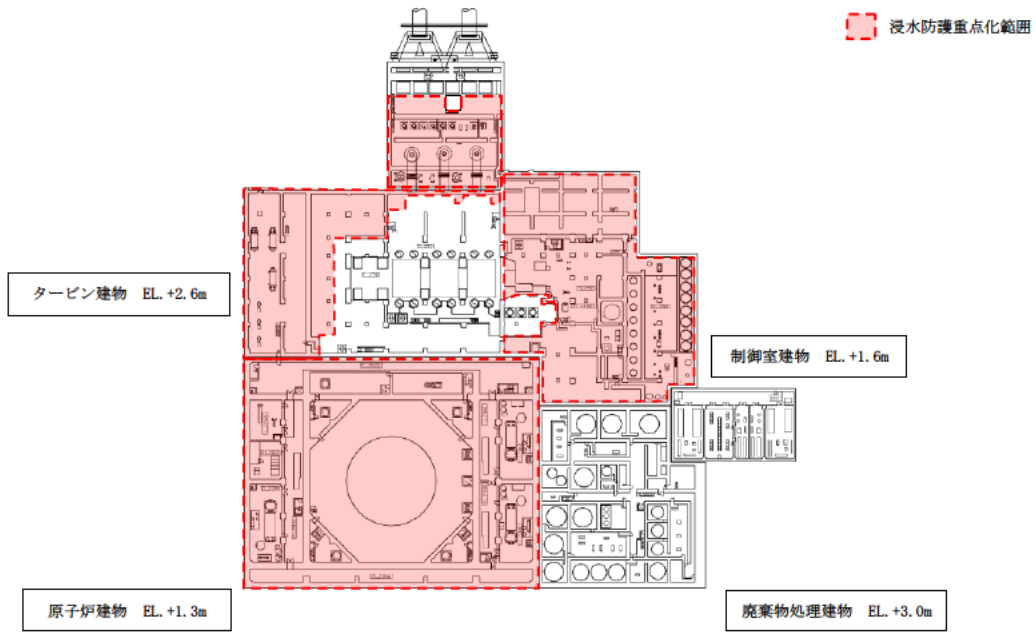 浸水防護重点化範囲
タービン建物 EL.+2.6m
制御室建物 EL.+1.6m
原子炉建物 EL.+1.3m
廃棄物処理建物 EL.+3.0m